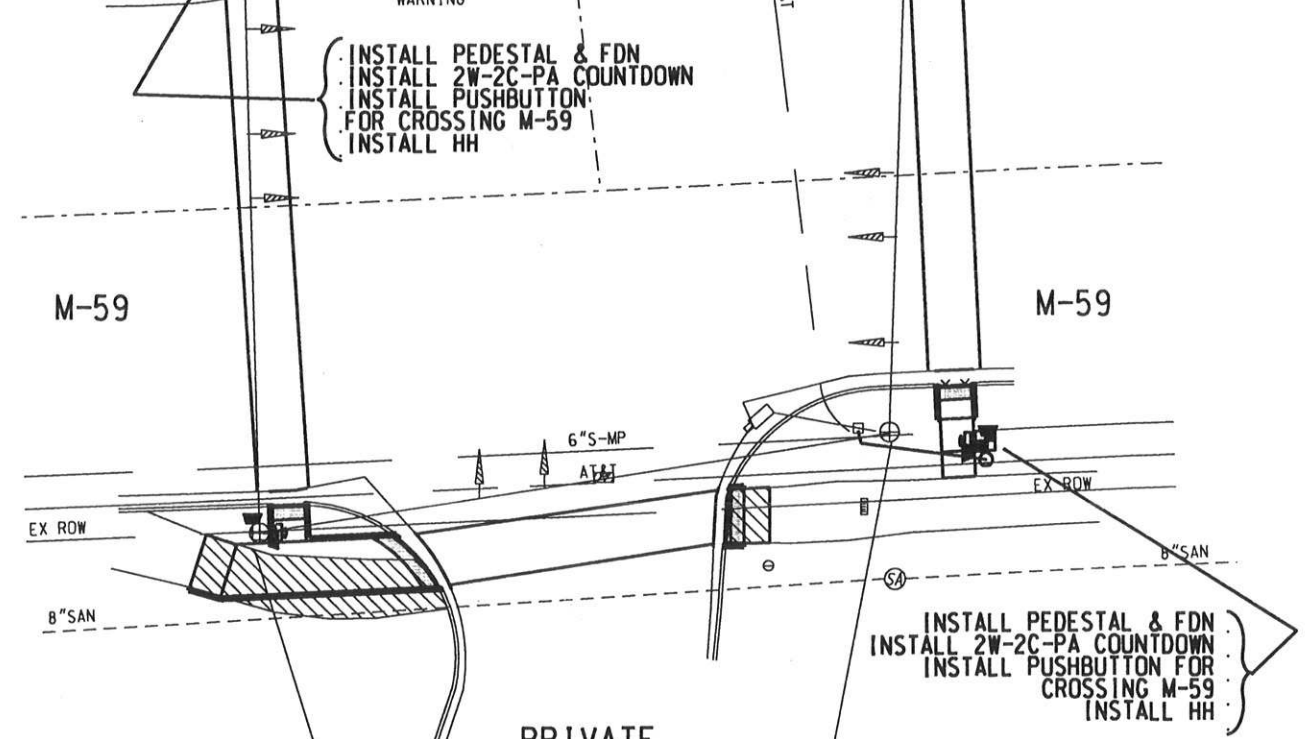 WARNING
INSTALL PEDESTAL & FDN
INSTALL 2W-2C-PA COUNTDOWN
INSTALL PUSHBUTTON
FOR CROSSING M-59
INSTALL HH
M-59
M-59
6"S-MP
AT&T
EX ROW
EX ROW
8"SAN
SA
8"SAN
INSTALL PEDESTAL & FDN
INSTALL 2W-2C-PA COUNTDOWN
INSTALL PUSHBUTTON FOR
CROSSING M-59
INSTALL HH
PRIVATE